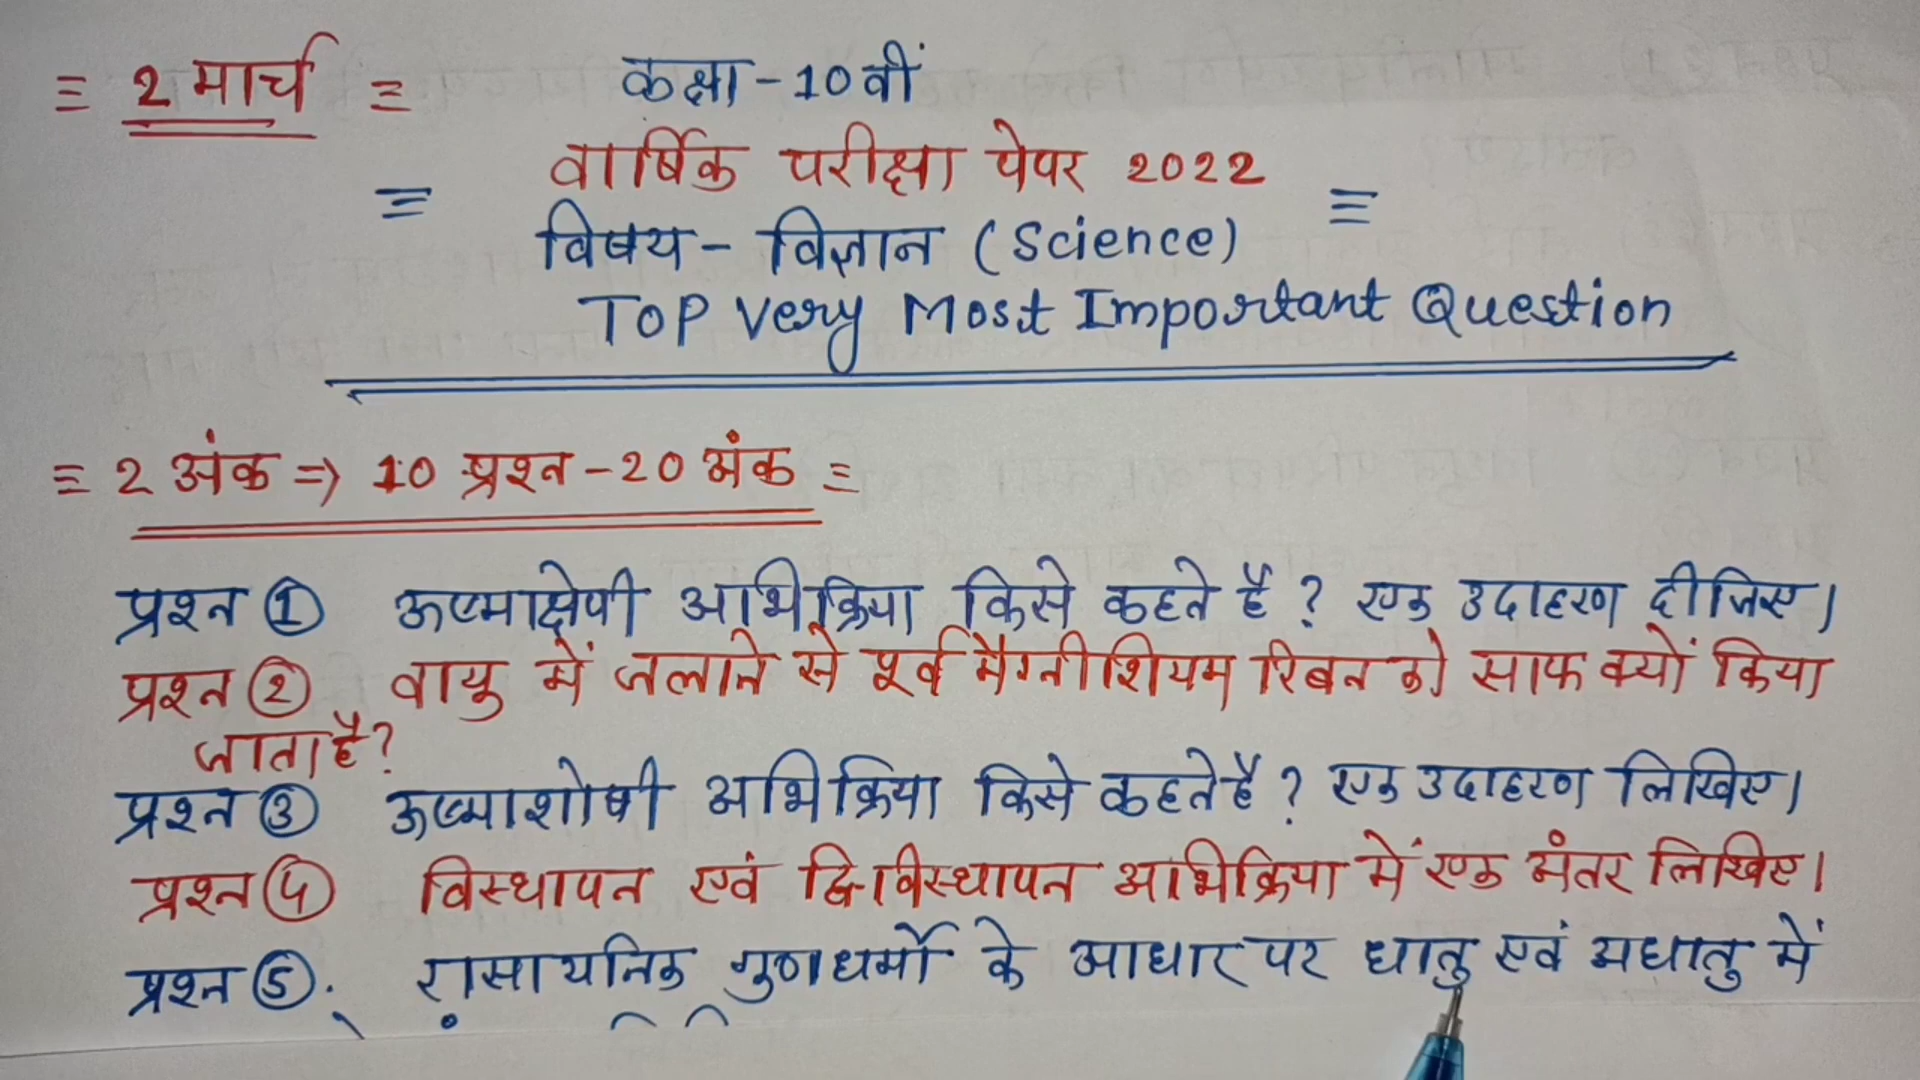 = 2 मार्च =
कक्षा - 10 वीं
= वार्षिक परीक्षा पेपर 2022 =
विषय - विज्ञान (Science)
TOP Very Most Important Question
= 2 अंक => 10 प्रश्न - 20 अंक =
प्रश्न ① ऊष्माक्षेपी अभिक्रिया किसे कहते है ? एक उदाहरण दीजिए।
प्रश्न ② वायु में जलाने से पूर्व मैग्नीशियम रिबन को साफ क्यों किया
जाता है ?
प्रश्न ③ ऊष्माशोषी अभिक्रिया किसे कहते है ? एक उदाहरण लिखिए।
प्रश्न ④ विस्थापन एवं द्वि-विस्थापन अभिक्रिया में एक अंतर लिखिए।
प्रश्न ⑤. रासायनिक गुणधर्मो के आधार पर धातु एवं अधातु में